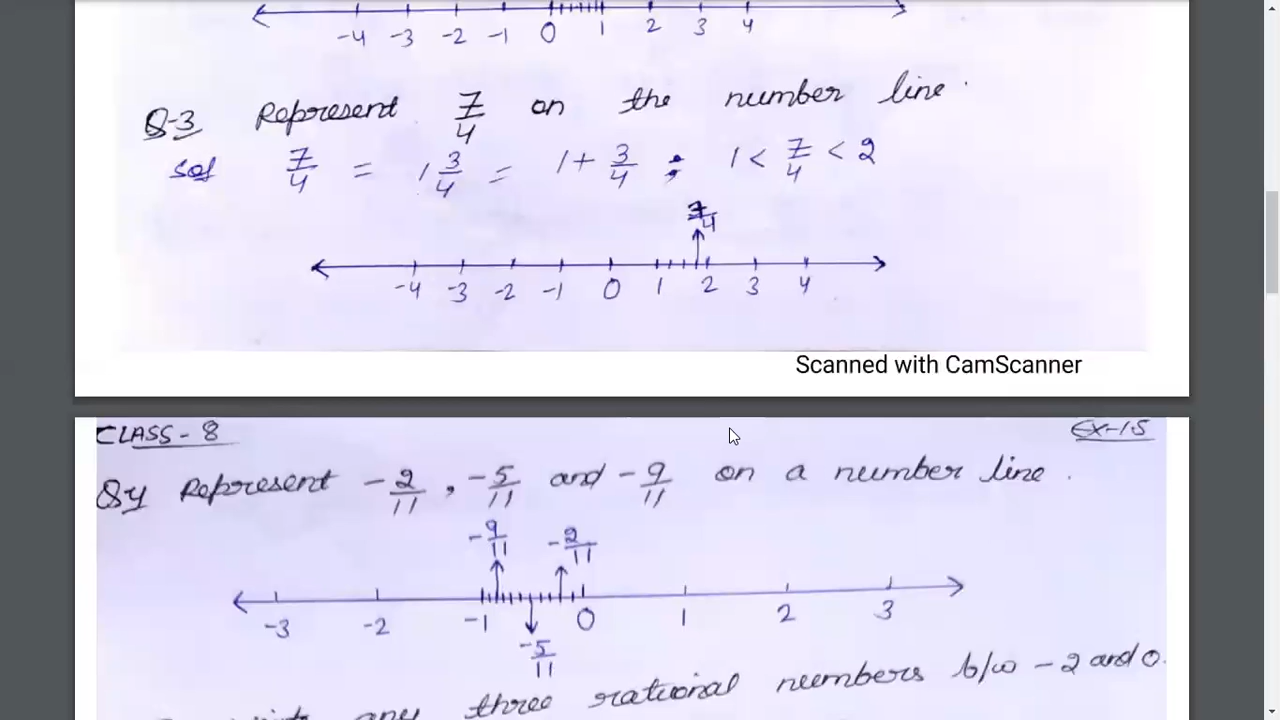 -4 -3 -2 -1 0 1 2 3 4
Q-3 Represent 7/4 on the number line.
Sol 7/4 = 1 3/4 = 1 + 3/4 ; 1 < 7/4 < 2
7/4
-4 -3 -2 -1 0 1 2 3 4
Scanned with CamScanner
CLASS - 8 EX-1.5
Q4 Represent -2/11, -5/11 and -9/11 on a number line.
-9/11 -2/11
-3 -2 -1 0 1 2 3
-5/11
any three rational numbers b/w -2 and 0.